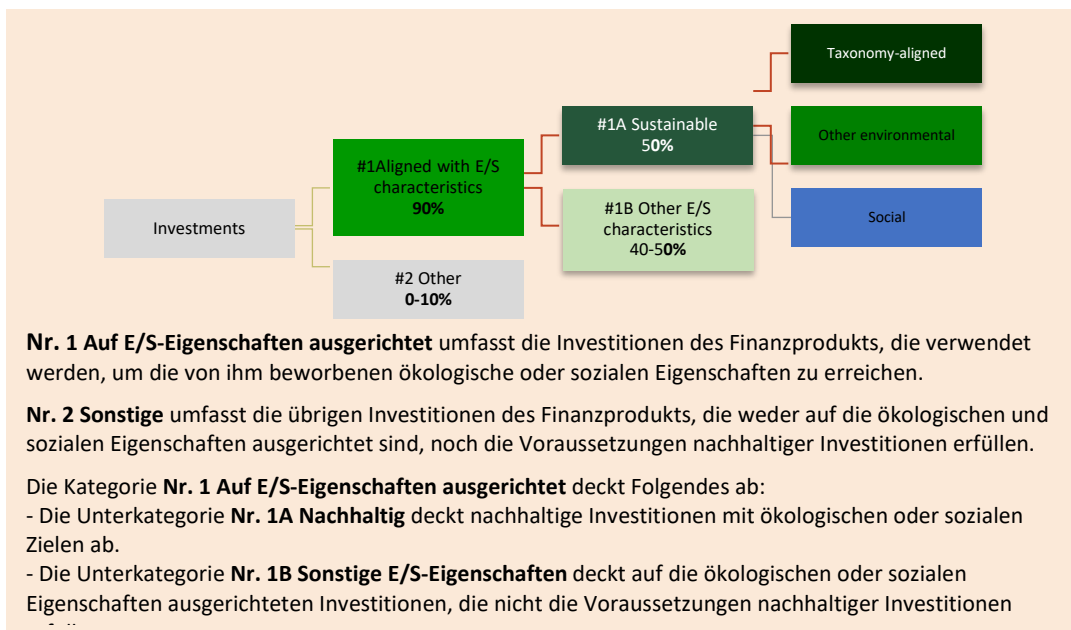 Taxonomy-aligned
#1A Sustainable
50%
Other environmental
#1Aligned with E/S
characteristics
90%
#1B Other E/S
characteristics
40-50%
Social
Investments
#2 Other
0-10%
Nr. 1 Auf E/S-Eigenschaften ausgerichtet umfasst die Investitionen des Finanzprodukts, die verwendet
werden, um die von ihm beworbenen ökologische oder sozialen Eigenschaften zu erreichen.
Nr. 2 Sonstige umfasst die übrigen Investitionen des Finanzprodukts, die weder auf die ökologischen und
sozialen Eigenschaften ausgerichtet sind, noch die Voraussetzungen nachhaltiger Investitionen erfüllen.
Die Kategorie Nr. 1 Auf E/S-Eigenschaften ausgerichtet deckt Folgendes ab:
- Die Unterkategorie Nr. 1A Nachhaltig deckt nachhaltige Investitionen mit ökologischen oder sozialen
Zielen ab.
- Die Unterkategorie Nr. 1B Sonstige E/S-Eigenschaften deckt auf die ökologischen oder sozialen
Eigenschaften ausgerichteten Investitionen, die nicht die Voraussetzungen nachhaltiger Investitionen